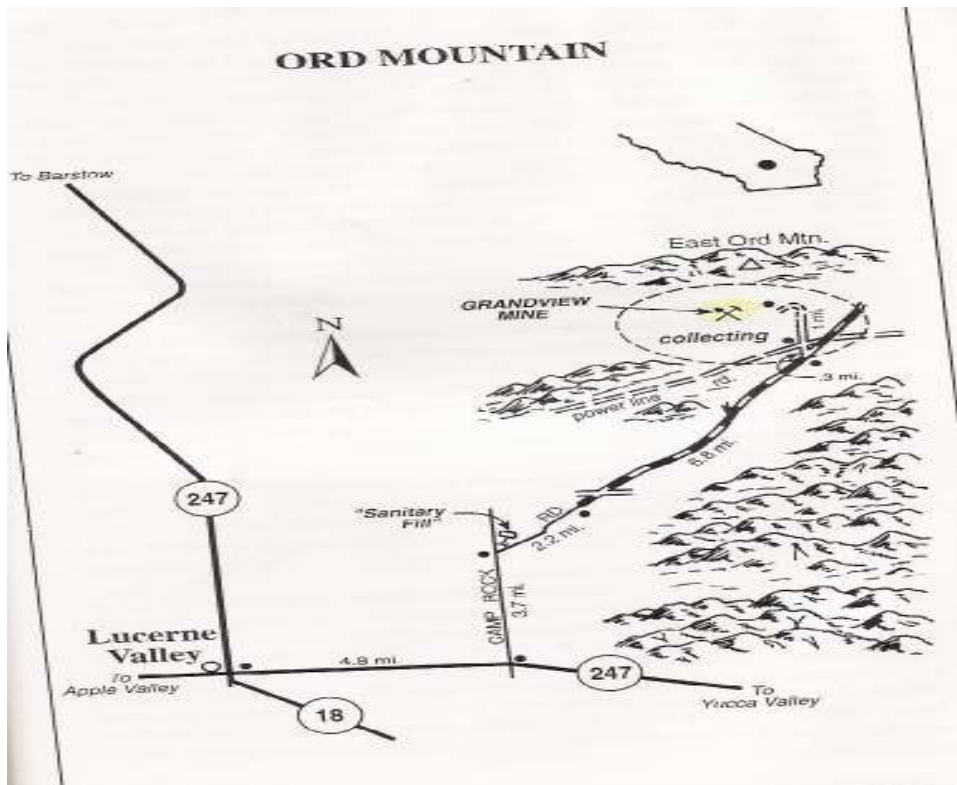 ORD MOUNTAIN
To Barstow
East Ord Mtn.
GRANDVIEW
MINE
collecting
1 mi.
.3 mi.
N
power line rd.
6.8 mi.
247
"Sanitary
Fill"
RD
2.2 mi.
CAMP ROCK
3.7 mi.
Lucerne
Valley
4.8 mi.
To
Apple Valley
18
247
To
Yucca Valley